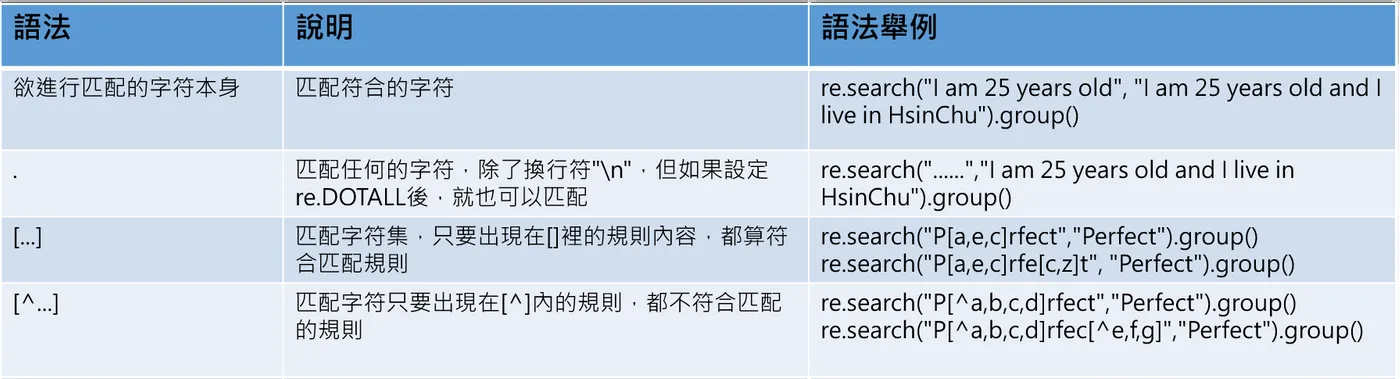 語法 說明 語法舉例
欲進行匹配的字符本身 匹配符合的字符 re.search("I am 25 years old", "I am 25 years old and I
live in HsinChu").group()
. 匹配任何的字符，除了換行符"\n"，但如果設定
re.DOTALL後，就也可以匹配
re.search("......","I am 25 years old and I live in
HsinChu").group()
[...] 匹配字符集，只要出現在[]裡的規則內容，都算符
合匹配規則
re.search("P[a,e,c]rfect","Perfect").group()
re.search("P[a,e,c]rfe[c,z]t", "Perfect").group()
[^...] 匹配字符只要出現在[^]內的規則，都不符合匹配
的規則
re.search("P[^a,b,c,d]rfect","Perfect").group()
re.search("P[^a,b,c,d]rfec[^e,f,g]","Perfect").group()